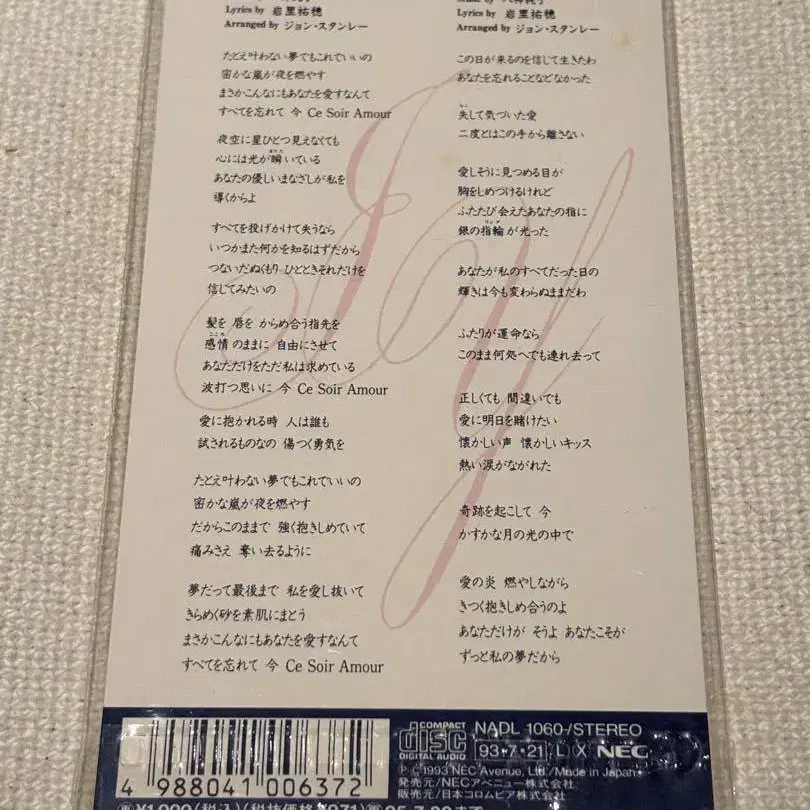 Lyrics by 岩里祐穂
Arranged by ジョン・スタンレー
たとえ叶わない夢でもこれでいいの
密かな嵐が夜を燃やす
まさかこんなにもあなたを愛すなんて
すべてを忘れて 今 Ce Soir Amour
夜空に星ひとつ見えなくても
心には光が瞬いている
あなたの優しいまなざしが私を
導くからよ
すべてを投げかけて失うなら
いつかまた何かを知るはずだから
つないだぬくもり ひとときそれだけを
信じてみたいの
髪を 唇を からめ合う指先を
こころ
感情のままに 自由にさせて
あなただけをただ私は求めている
波打つ思いに 今 Ce Soir Amour
愛に抱かれる時 人は誰も
試されるものなの 傷つく勇気を
たとえ叶わない夢でもこれでいいの
密かな嵐が夜を燃やす
だからこのままで 強く抱きしめていて
痛みさえ 奪い去るように
夢だって最後まで 私を愛し抜いて
きらめく砂を素肌にまとう
まさかこんなにもあなたを愛すなんて
すべてを忘れて 今 Ce Soir Amour
Lyrics by 岩里祐穂
Arranged by ジョン・スタンレー
この日が来るのを信じて生きたわ
あなたを忘れることなどなかった
失して気づいた愛
二度とはこの手から離さない
愛しそうに見つめる目が
胸をしめつけるけれど
ふたたび会えたあなたの指に
リング
銀の指輪が光った
あなたが私のすべてだった日の
輝きは今も変わらぬままだわ
ふたりが運命なら
このまま何処へでも連れ去って
正しくても 間違いでも
愛に明日を賭けたい
懐かしい声 懐かしいキッス
熱い涙がながれた
奇跡を起こして 今
かすかな月の光の中で
愛の炎 燃やしながら
きつく抱きしめ合うのよ
あなただけが そうよ あなたこそが
ずっと私の夢だから
4 988041 006372
COMPACT
disc
DIGITAL AUDIO
NADL 1060-/STEREO
93・7・21 L X NEC
Ⓟ©1993 NEC Avenue, Ltd./Made in Japan
発売元/NECアベニュー株式会社
販売元/日本コロムビア株式会社